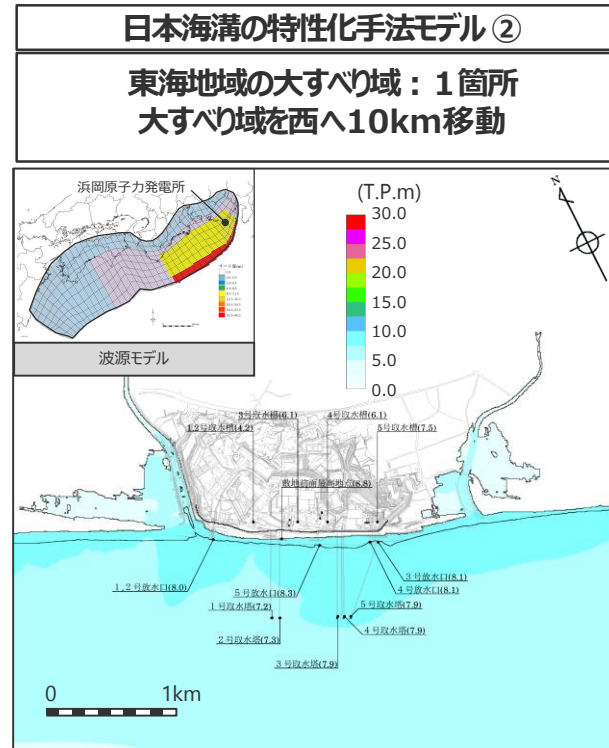 日本海溝の特性化手法モデル②
東海地域の大すべり域：１箇所
大すべり域を西へ10km移動
浜岡原子力発電所
波源モデル
(T.P.m)
30.0
25.0
20.0
15.0
10.0
5.0
0.0
N
3号取水槽(6.1)
4号取水槽(6.1)
1,2号取水槽(4.2)
5号取水槽(7.5)
敷地前面最高地点(8.8)
1,2号放水口(8.0)
5号放水口(8.3)
3号放水口(8.1)
4号放水口(8.1)
1号取水塔(7.2)
5号取水塔(7.9)
2号取水塔(7.3)
4号取水塔(7.9)
3号取水塔(7.9)
0 1km